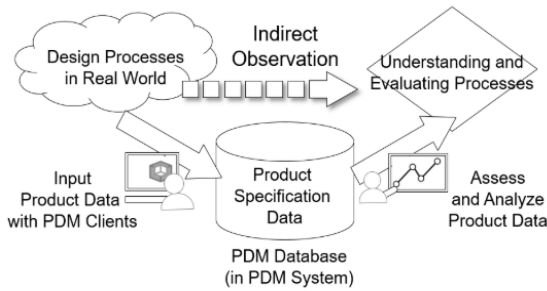 Design Processes
in Real World
Indirect
Observation
Understanding and
Evaluating Processes
Input
Product Data
with PDM Clients
Product
Specification
Data
Assess
and Analyze
Product Data
PDM Database
(in PDM System)